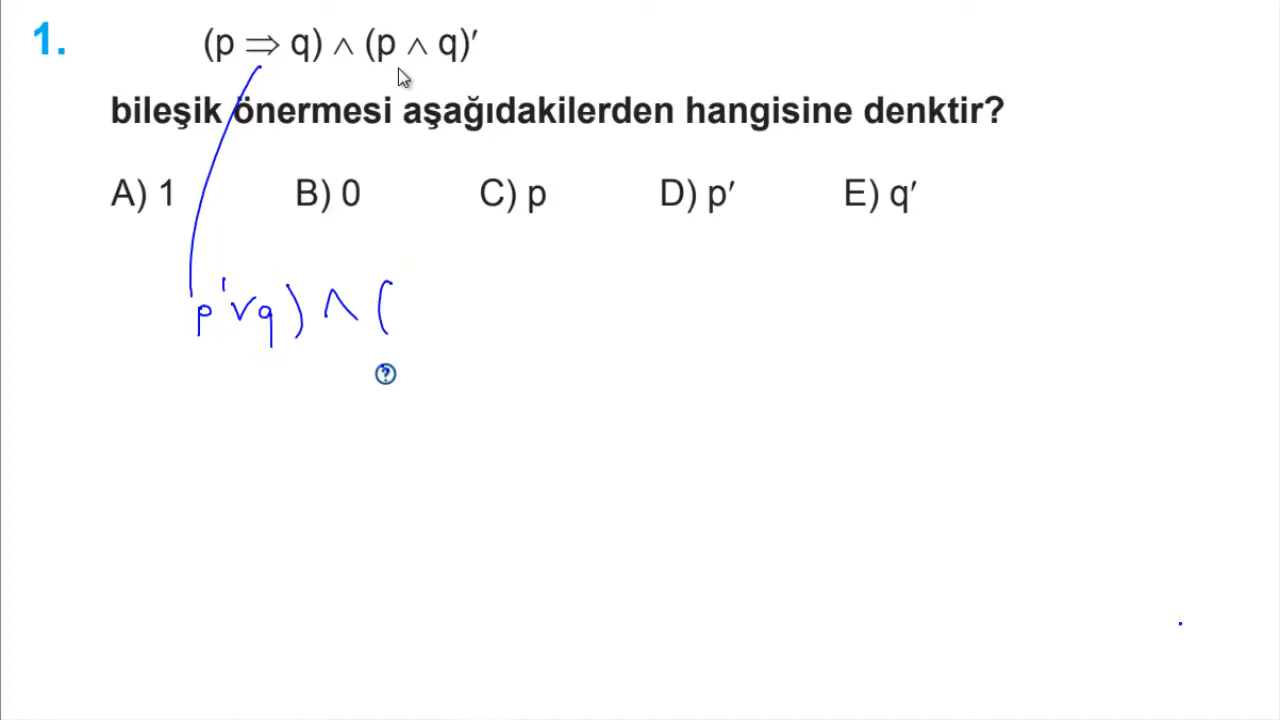 1. (p ⇒ q) ∧ (p ∧ q)′
bileşik önermesi aşağıdakilerden hangisine denktir?
A) 1 B) 0 C) p D) p′ E) q′
p'∨q) ∧ (
?